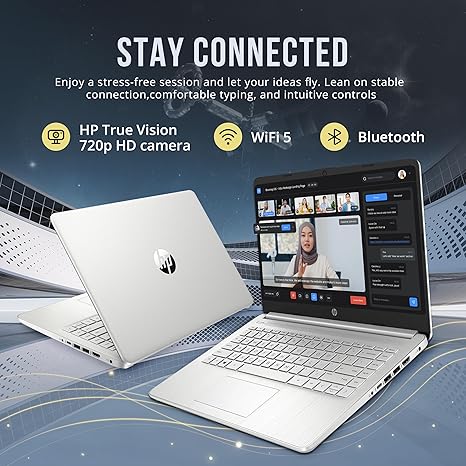 STAY CONNECTED
Enjoy a stress-free session and let your ideas fly. Lean on stable
connection,comfortable typing, and intuitive controls
HP True Vision
720p HD camera
WiFi 5
Bluetooth
hp
hp